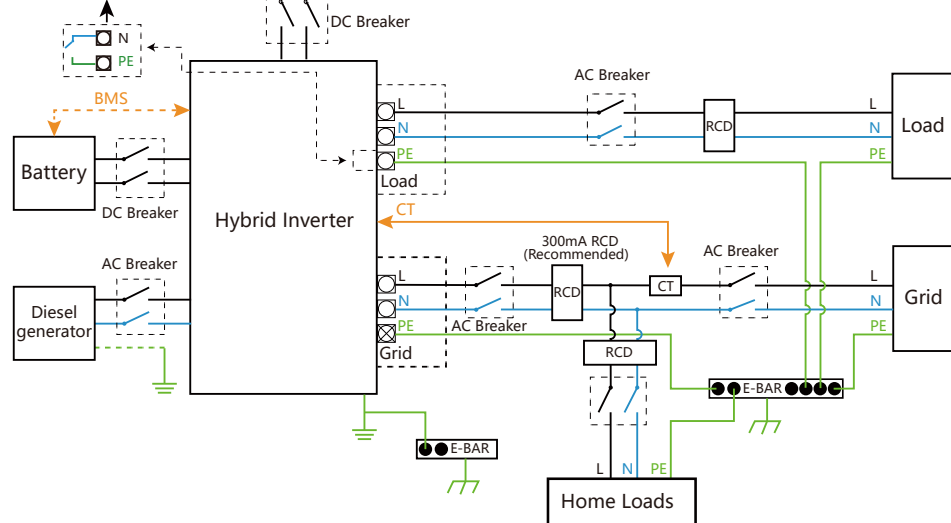 DC Breaker
N
PE
BMS
AC Breaker
L
N
PE
Load
RCD
L
N
PE
Load
Battery
DC Breaker
Hybrid Inverter
CT
300mA RCD
(Recommended)
AC Breaker
AC Breaker
Diesel
generator
L
N
PE
Grid
AC Breaker
RCD
CT
L
N
PE
Grid
RCD
E-BAR
E-BAR
L
N
PE
Home Loads